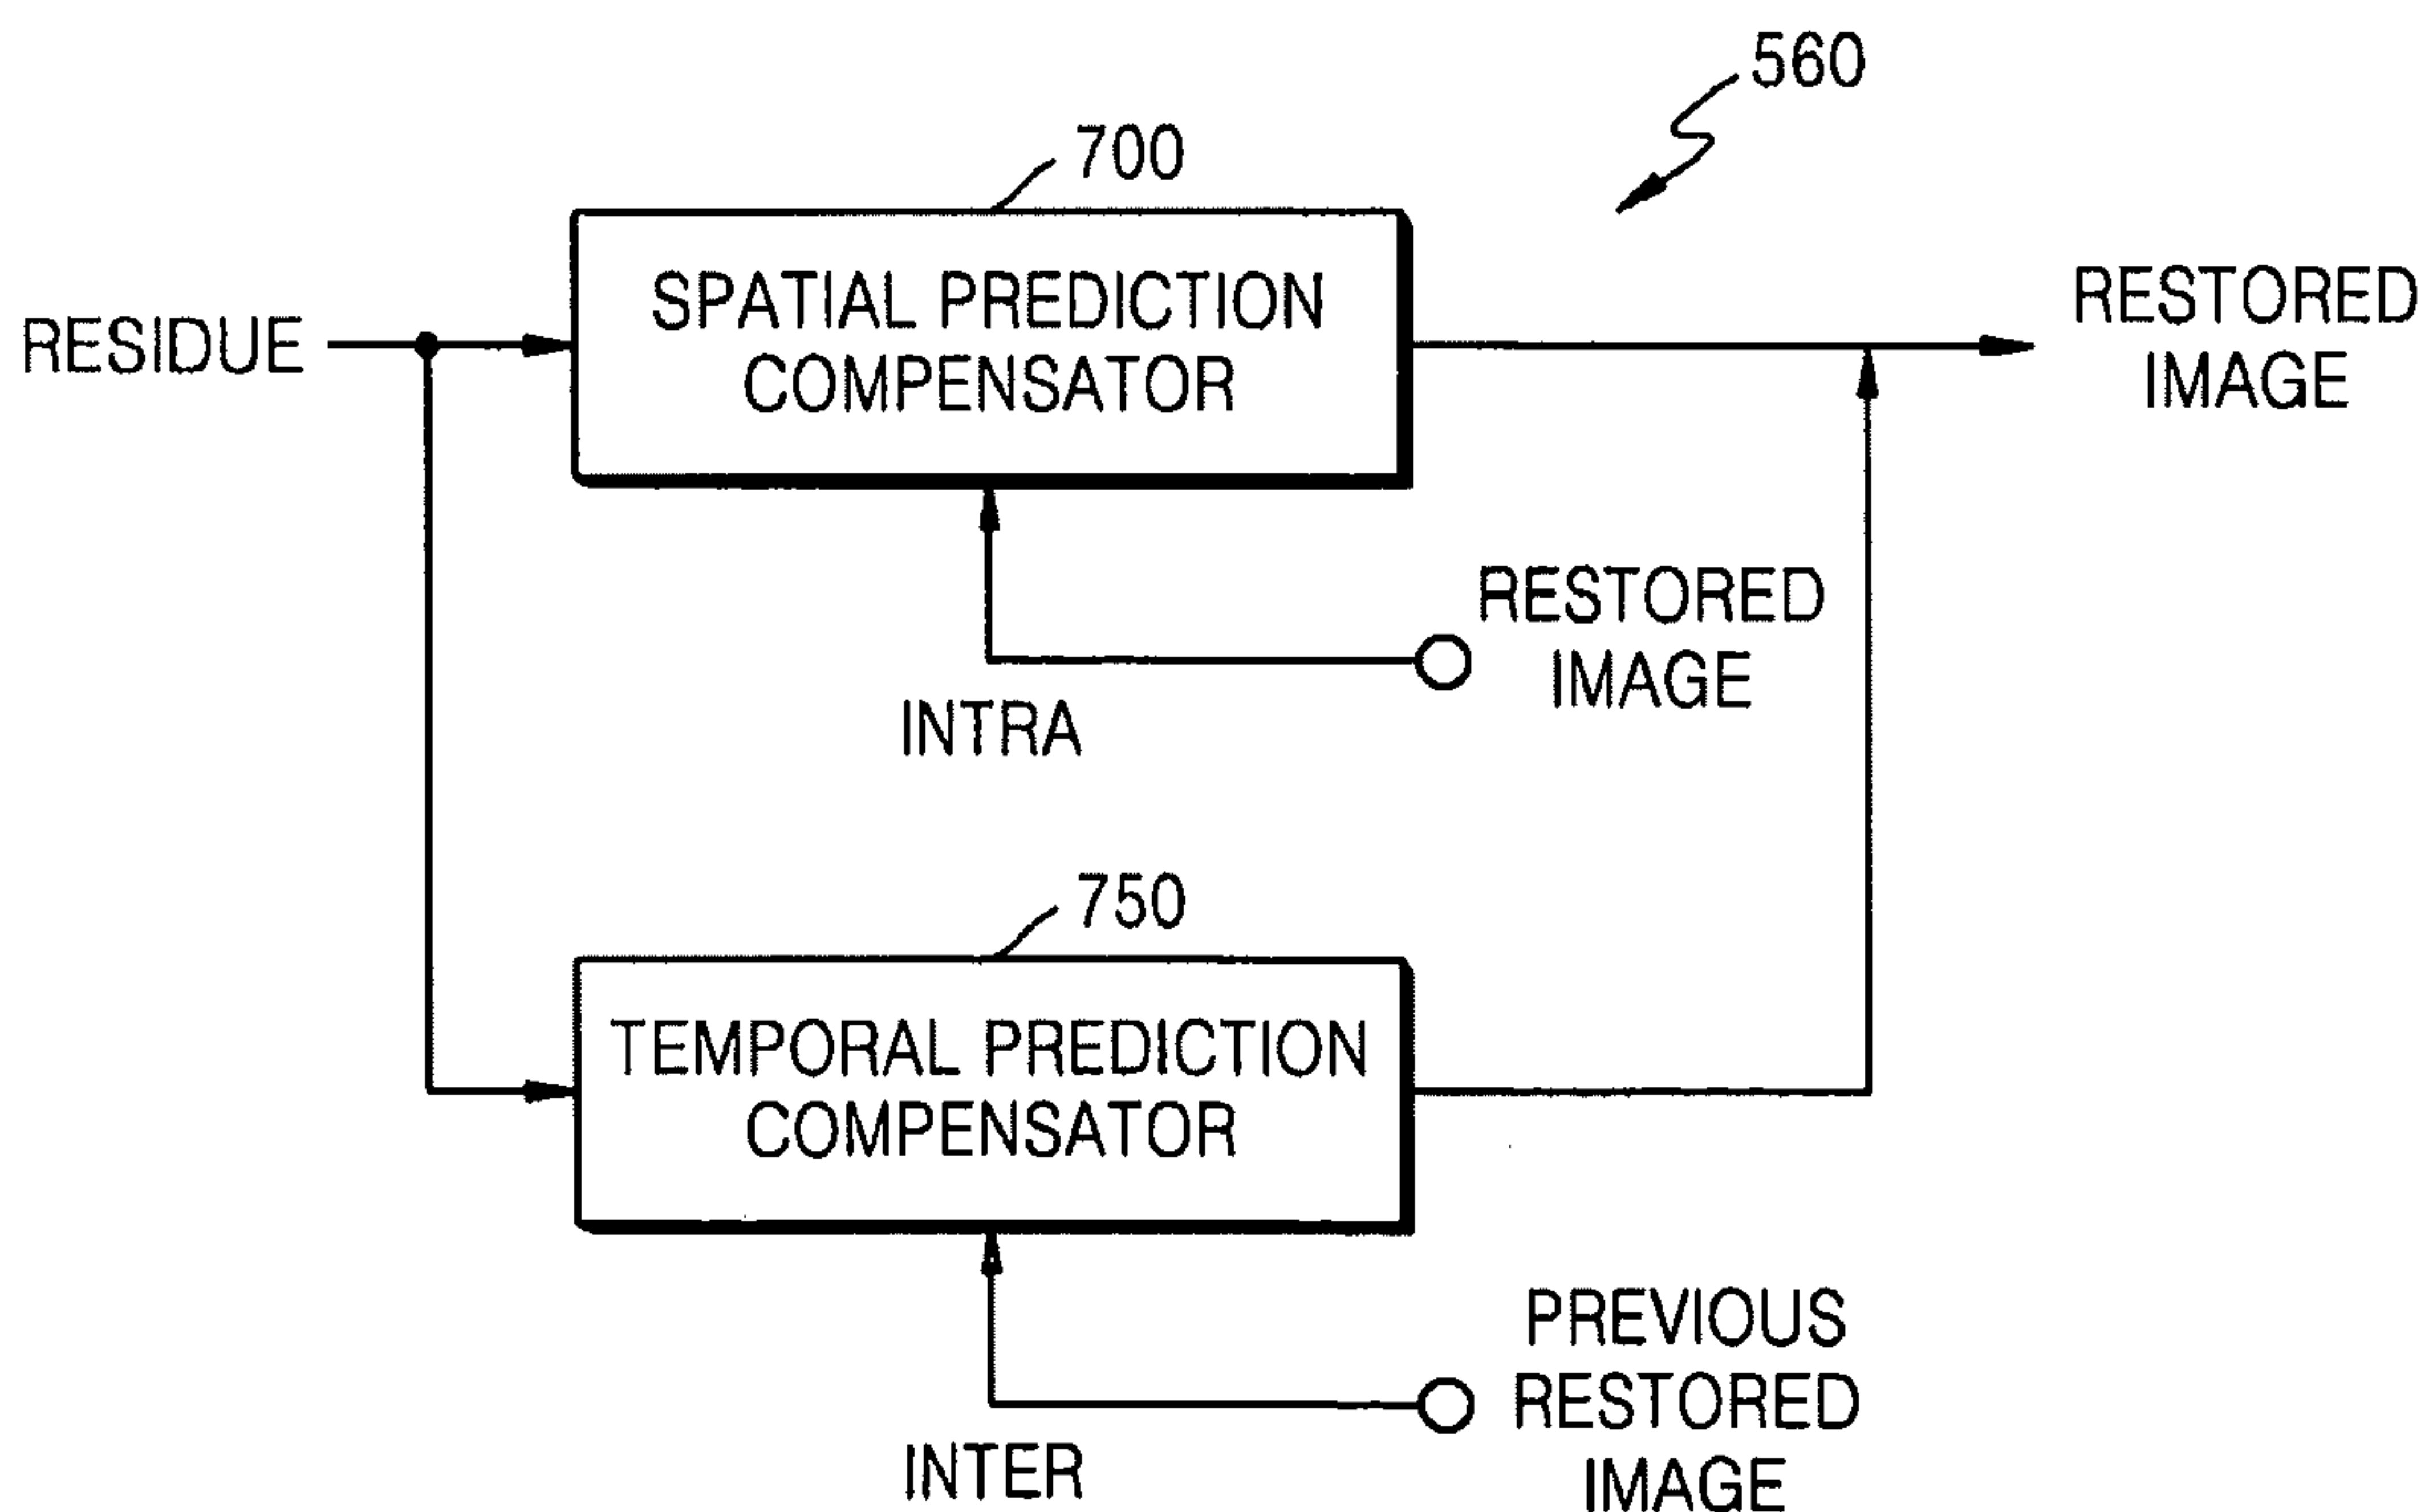 560
700
SPATIAL PREDICTION
COMPENSATOR
RESIDUE
RESTORED
IMAGE
RESTORED
IMAGE
INTRA
750
TEMPORAL PREDICTION
COMPENSATOR
PREVIOUS
RESTORED
IMAGE
INTER